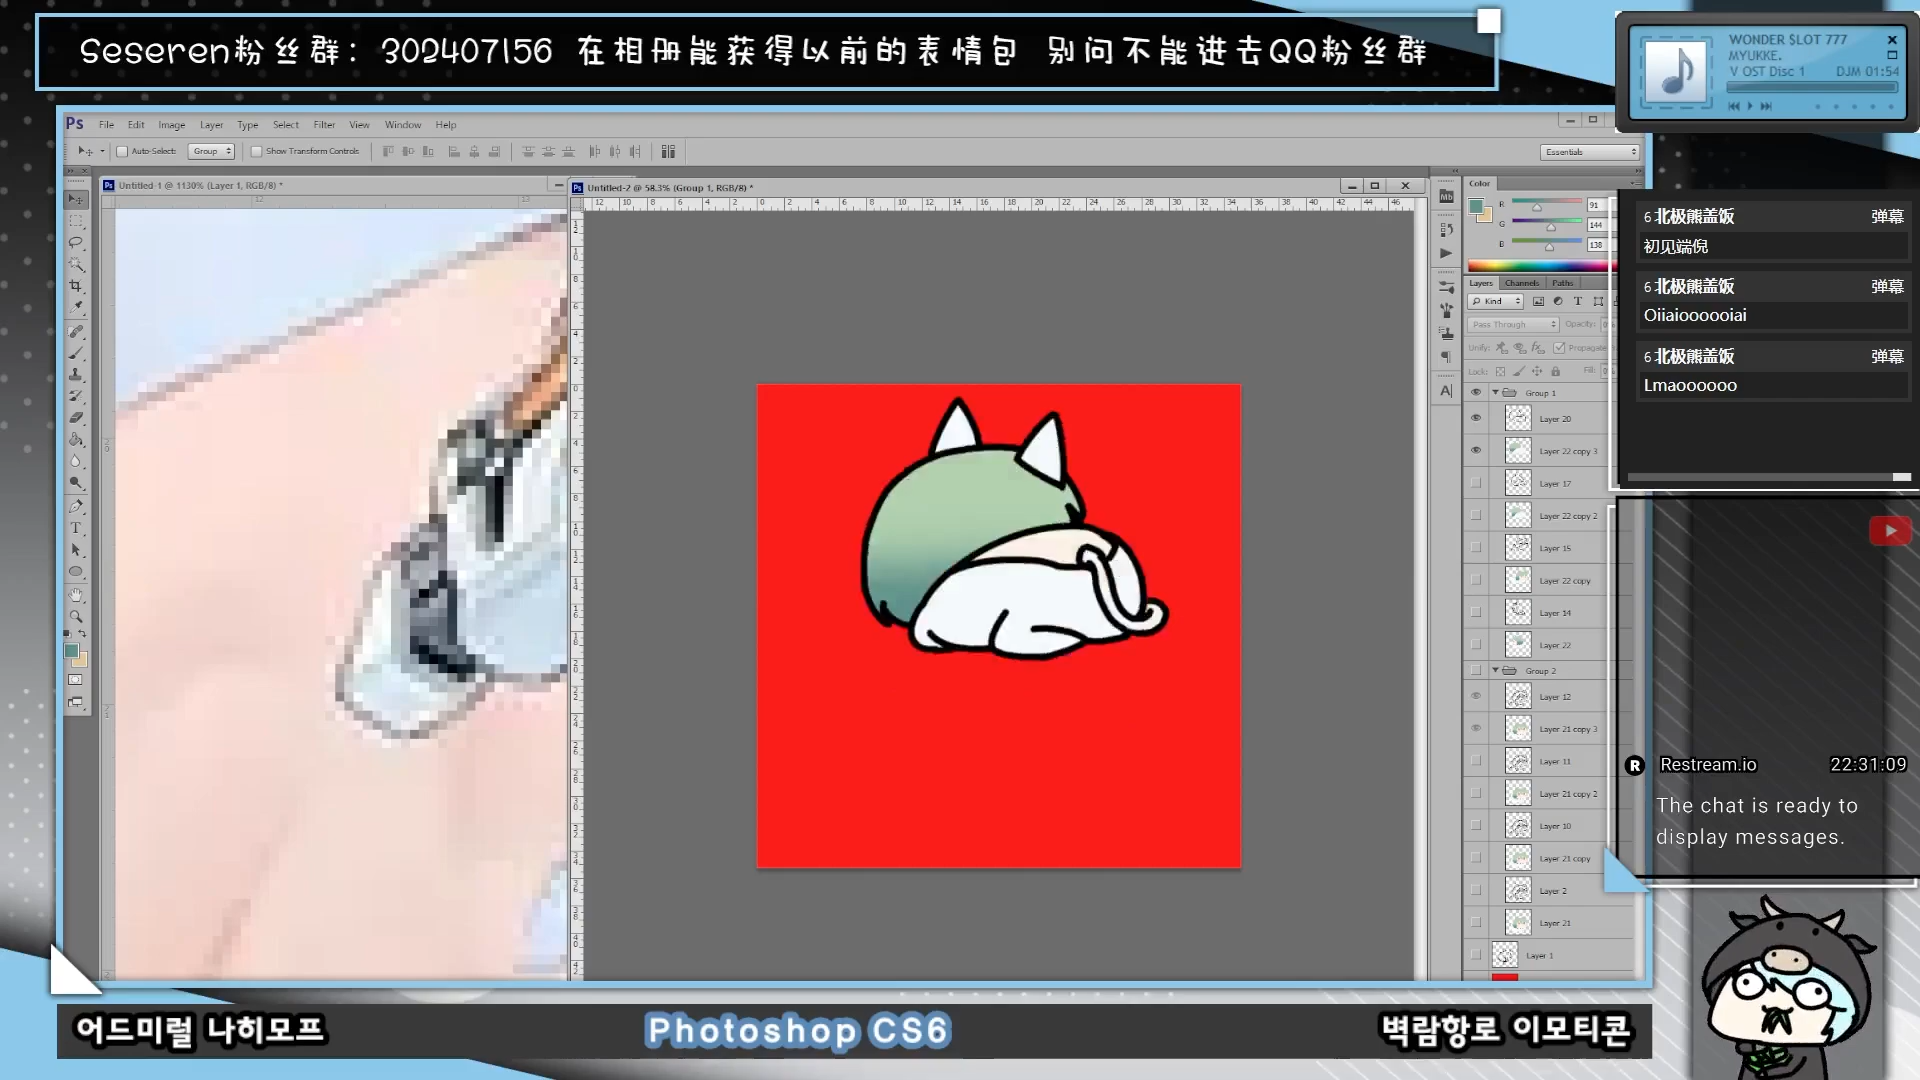 Seseren粉丝群: 302407156 在相册能获得以前的表情包 别问不能进去QQ粉丝群
WONDER $LOT 777
MYUKKE.
V OST Disc 1 DJM 01:54
Ps File Edit Image Layer Type Select Filter View Window Help
Auto-Select: Group Show Transform Controls Essentials
Untitled-1 @ 1130% (Layer 1, RGB/8) *
Untitled-2 @ 58.3% (Group 1, RGB/8) *
Color
R 91
G 144
B 138
Layers Channels Paths
Kind
Pass Through Opacity:
Unify: Propagate
Lock: Fill:
Group 1
Layer 20
Layer 22 copy 3
Layer 17
Layer 22 copy 2
Layer 15
Layer 22 copy
Layer 14
Layer 22
Group 2
Layer 12
Layer 21 copy 3
Layer 11
Layer 21 copy 2
Layer 10
Layer 21 copy
Layer 2
Layer 21
Layer 1
6 北极熊盖饭 弹幕
初见端倪
6 北极熊盖饭 弹幕
Oiiaioooooiai
6 北极熊盖饭 弹幕
Lmaoooooo
R Restream.io 22:31:09
The chat is ready to
display messages.
어드미럴 나히모프
Photoshop CS6
벽람항로 이모티콘